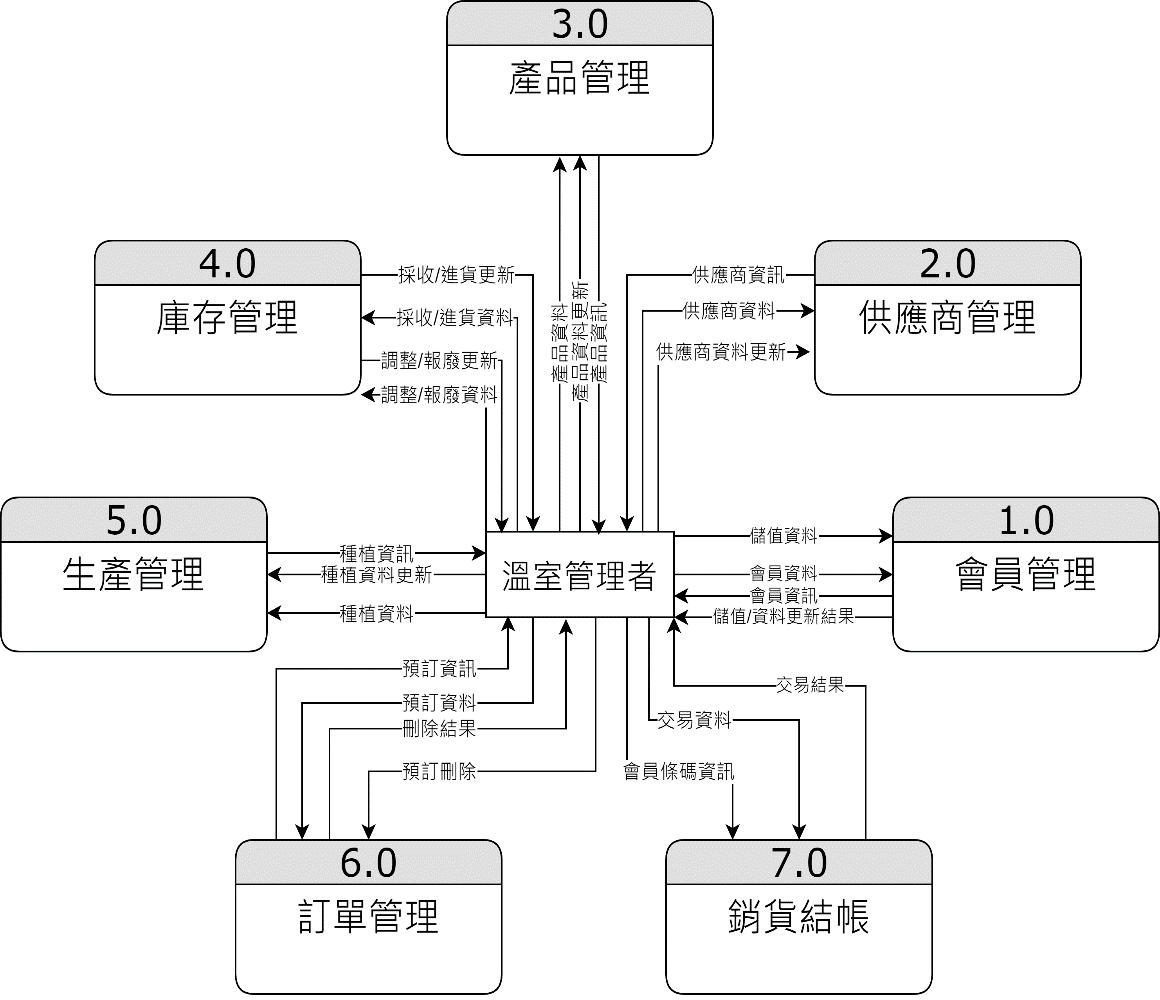 3.0
產品管理
4.0
庫存管理
採收/進貨更新
採收/進貨資料
調整/報廢更新
調整/報廢資料
產品資料
產品資料更新
產品資訊
2.0
供應商管理
供應商資訊
供應商資料
供應商資料更新
5.0
生產管理
種植資訊
種植資料更新
種植資料
溫室管理者
1.0
會員管理
儲值資料
會員資料
會員資訊
儲值/資料更新結果
預訂資訊
預訂資料
刪除結果
預訂刪除
交易結果
交易資料
會員條碼資訊
6.0
訂單管理
7.0
銷貨結帳